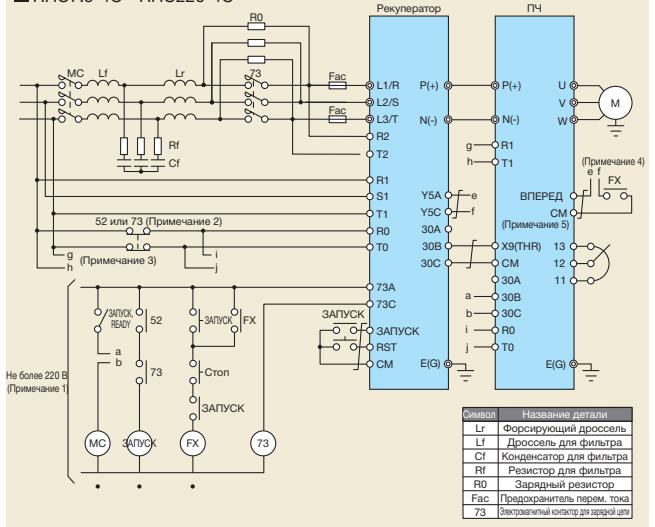 R0
Рекуператор
ПЧ
MC Lf Lr 73 Fac
L1/R P(+) P(+) U
L2/S V M
Fac L3/T N(-) N(-) W
R2
T2
Rf
Cf
g R1
h T1
R1
S1
T1
R0
T0
Y5A e
Y5C f
30A
30B X9(THR)
30C CM
(Примечание 4)
e f FX
ВПЕРЕД
CM
(Примечание 5)
13
12
11
52 или 73 (Примечание 2)
g
h
(Примечание 3)
i
j
30A
a 30B
b 30C
i R0
j T0
E(G) E(G)
73A
73C
ЗАПУСК
ЗАПУСК
RST
CM
ЗАПУСК, READY
52
ЗАПУСК
FX
a
b
73
Стоп
ЗАПУСК
Не более 220 В
(Примечание 1)
MC ЗАПУСК FX 73
Символ Название детали
Lr Форсирующий дроссель
Lf Дроссель для фильтра
Cf Конденсатор для фильтра
Rf Резистор для фильтра
R0 Зарядный резистор
Fac Предохранитель перем. тока
73 Электромагнитный контактор для зарядной цепи